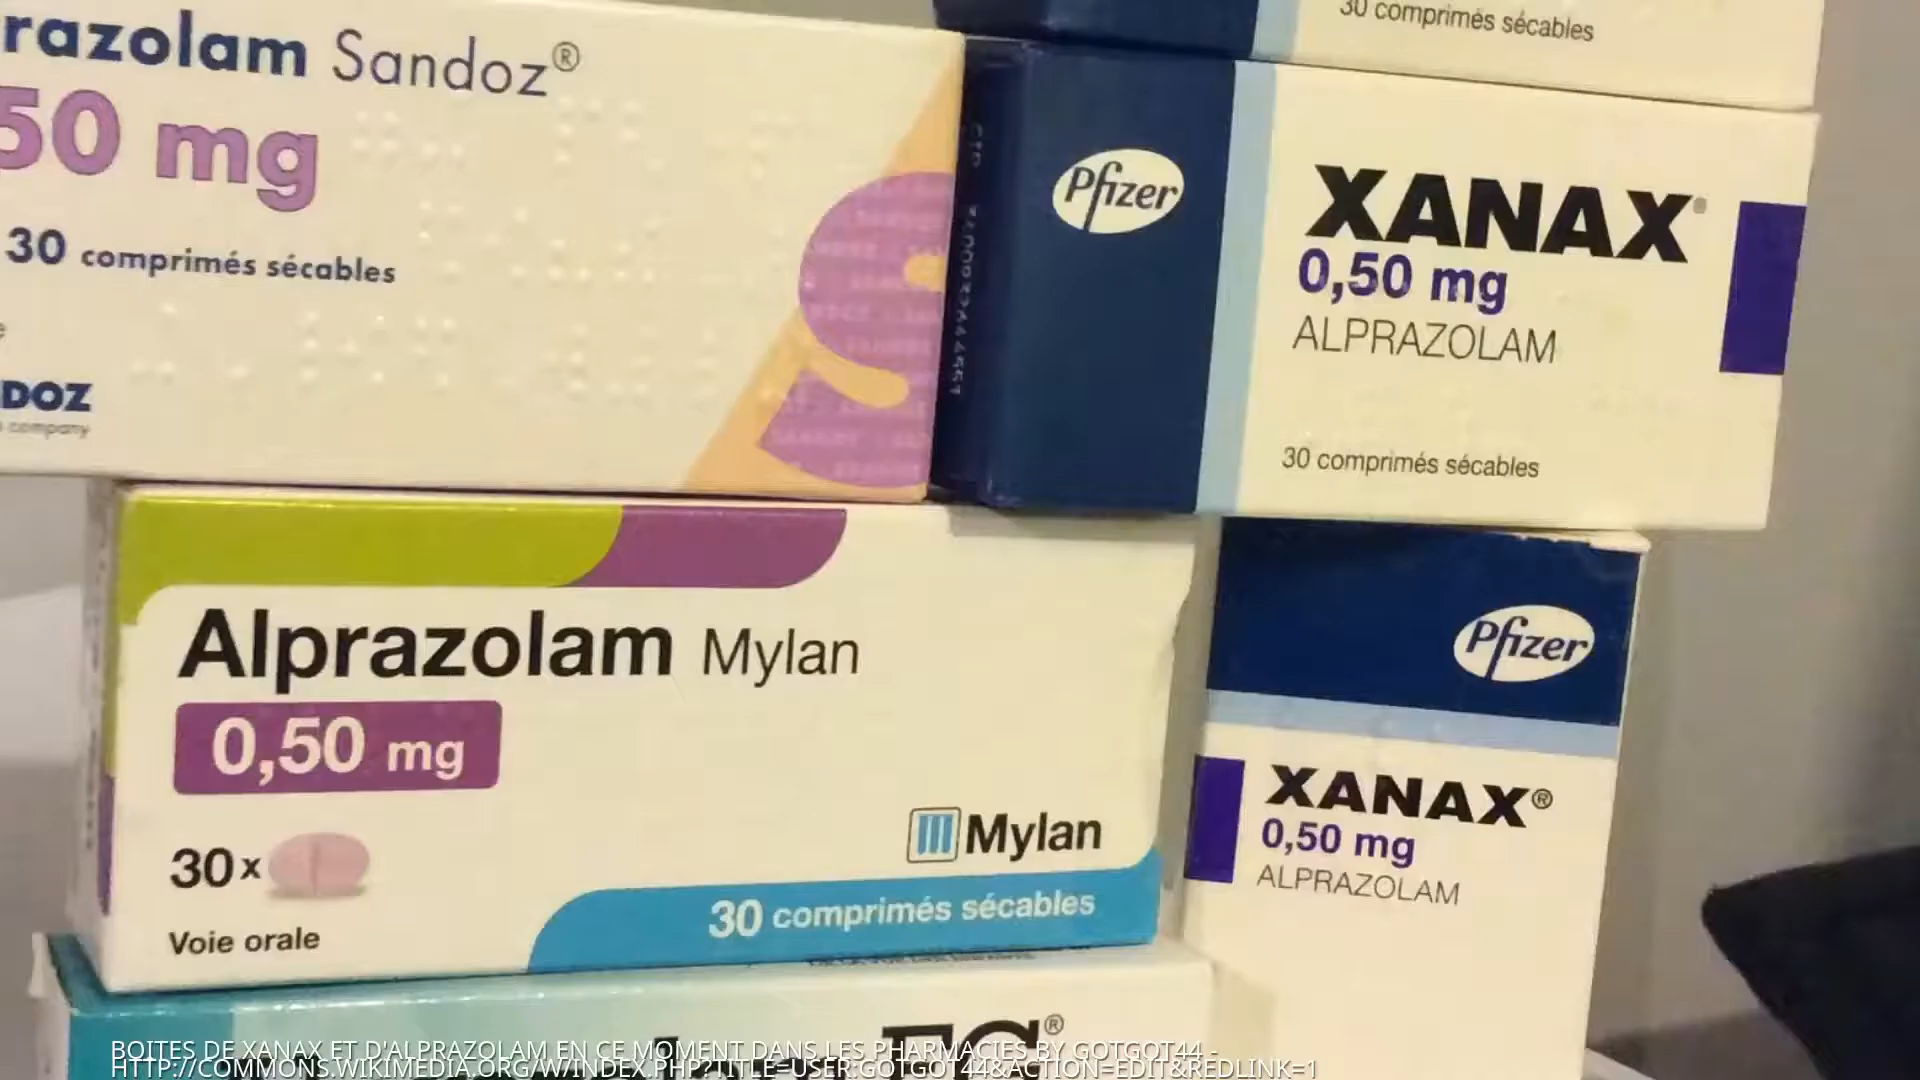 razolam Sandoz®
50 mg
30 comprimés sécables
DOZ
company
30 comprimés sécables
Pfizer
XANAX®
0,50 mg
ALPRAZOLAM
30 comprimés sécables
Alprazolam Mylan
0,50 mg
30 x
Mylan
30 comprimés sécables
Voie orale
Pfizer
XANAX®
0,50 mg
ALPRAZOLAM
EG®
BOITES DE XANAX ET D'ALPRAZOLAM EN CE MOMENT DANS LES PHARMACIES BY GOTGOT44 -
HTTP://COMMONS.WIKIMEDIA.ORG/W/INDEX.PHP?TITLE=USER:GOTGOT44&ACTION=EDIT&REDLINK=1